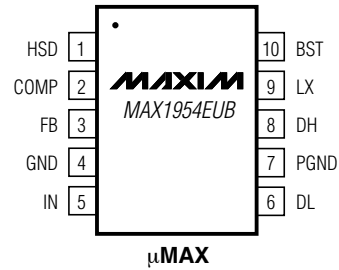 HSD 1
COMP 2
FB 3
GND 4
IN 5
MAXIM
MAX1954EUB
10 BST
9 LX
8 DH
7 PGND
6 DL
μMAX